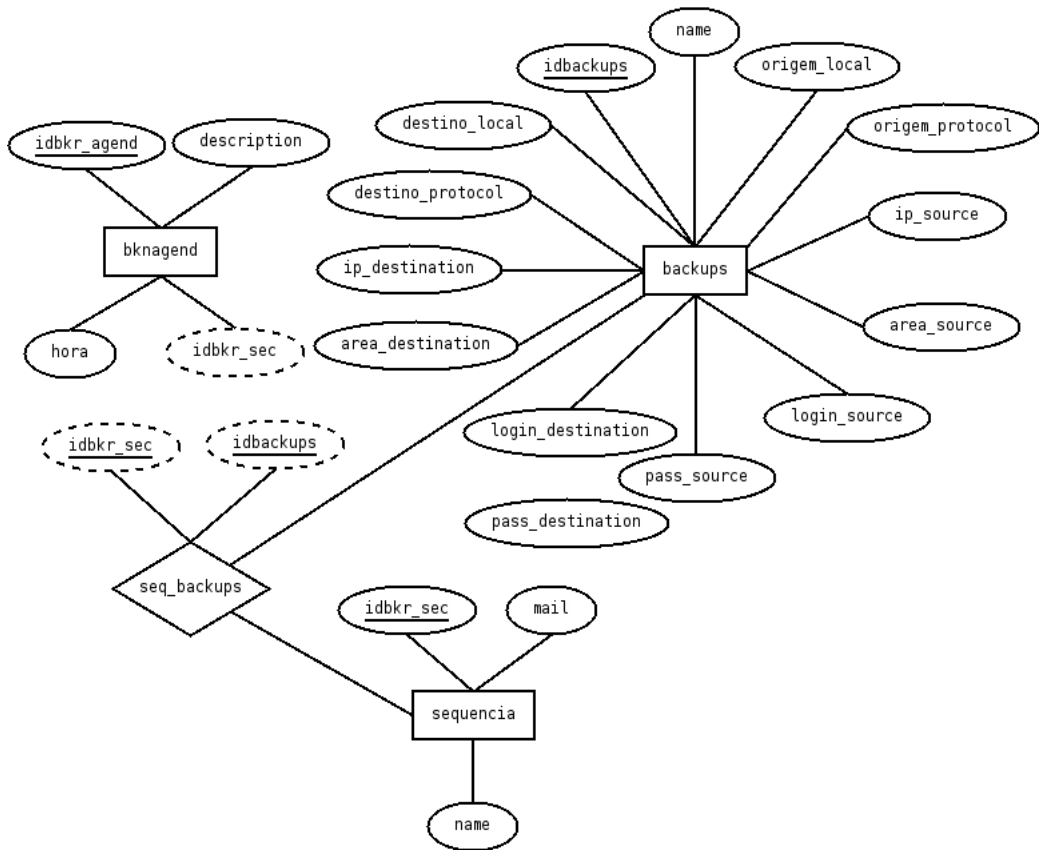 name
idbackups
origem_local
destino_local
origem_protocol
idbkr_agend
description
destino_protocol
ip_source
bknagend
backups
ip_destination
area_source
hora
idbkr_sec
area_destination
login_source
login_destination
idbkr_sec
idbackups
pass_source
pass_destination
seq_backups
idbkr_sec
mail
sequencia
name